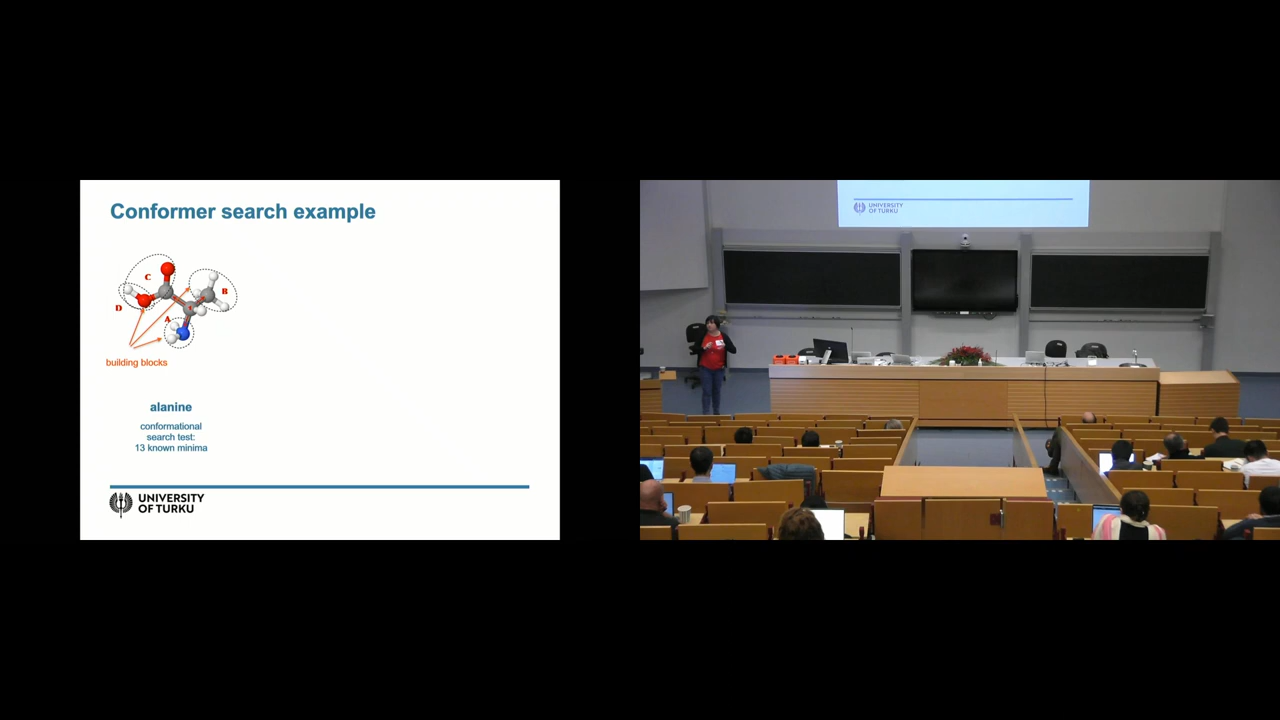 Conformer search example
C
B
D
A
building blocks
alanine
conformational
search test:
13 known minima
UNIVERSITY
OF TURKU
UNIVERSITY
OF TURKU